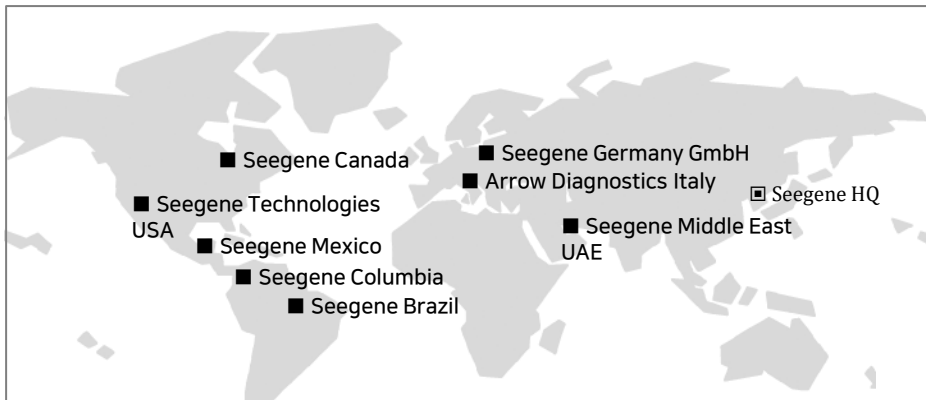 Seegene Canada
Seegene Germany GmbH
Arrow Diagnostics Italy
Seegene HQ
Seegene Technologies
USA
Seegene Middle East
UAE
Seegene Mexico
Seegene Columbia
Seegene Brazil